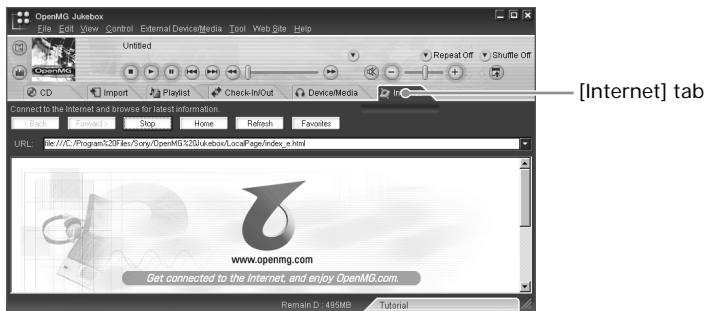 OpenMG Jukebox
File Edit View Control External Device/Media Tool Web Site Help
Untitled
Repeat Off Shuffle Off
OpenMG
CD Import Playlist Check-In/Out Device/Media
[Internet] tab
Connect to the Internet and browse for latest information.
< Back Forward > Stop Home Refresh Favorites
URL: file:///C:/Program%20Files/Sony/OpenMG%20Jukebox/LocalPage/index_e.html
www.openmg.com
Get connected to the Internet, and enjoy OpenMG.com.
Remain D : 495MB Tutorial